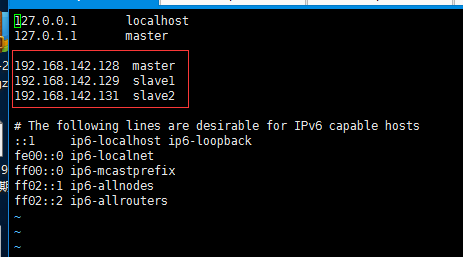 127.0.0.1 localhost
127.0.1.1 master
192.168.142.128 master
192.168.142.129 slave1
192.168.142.131 slave2
# The following lines are desirable for IPv6 capable hosts
::1 ip6-localhost ip6-loopback
fe00::0 ip6-localnet
ff00::0 ip6-mcastprefix
ff02::1 ip6-allnodes
ff02::2 ip6-allrouters
~
~
~